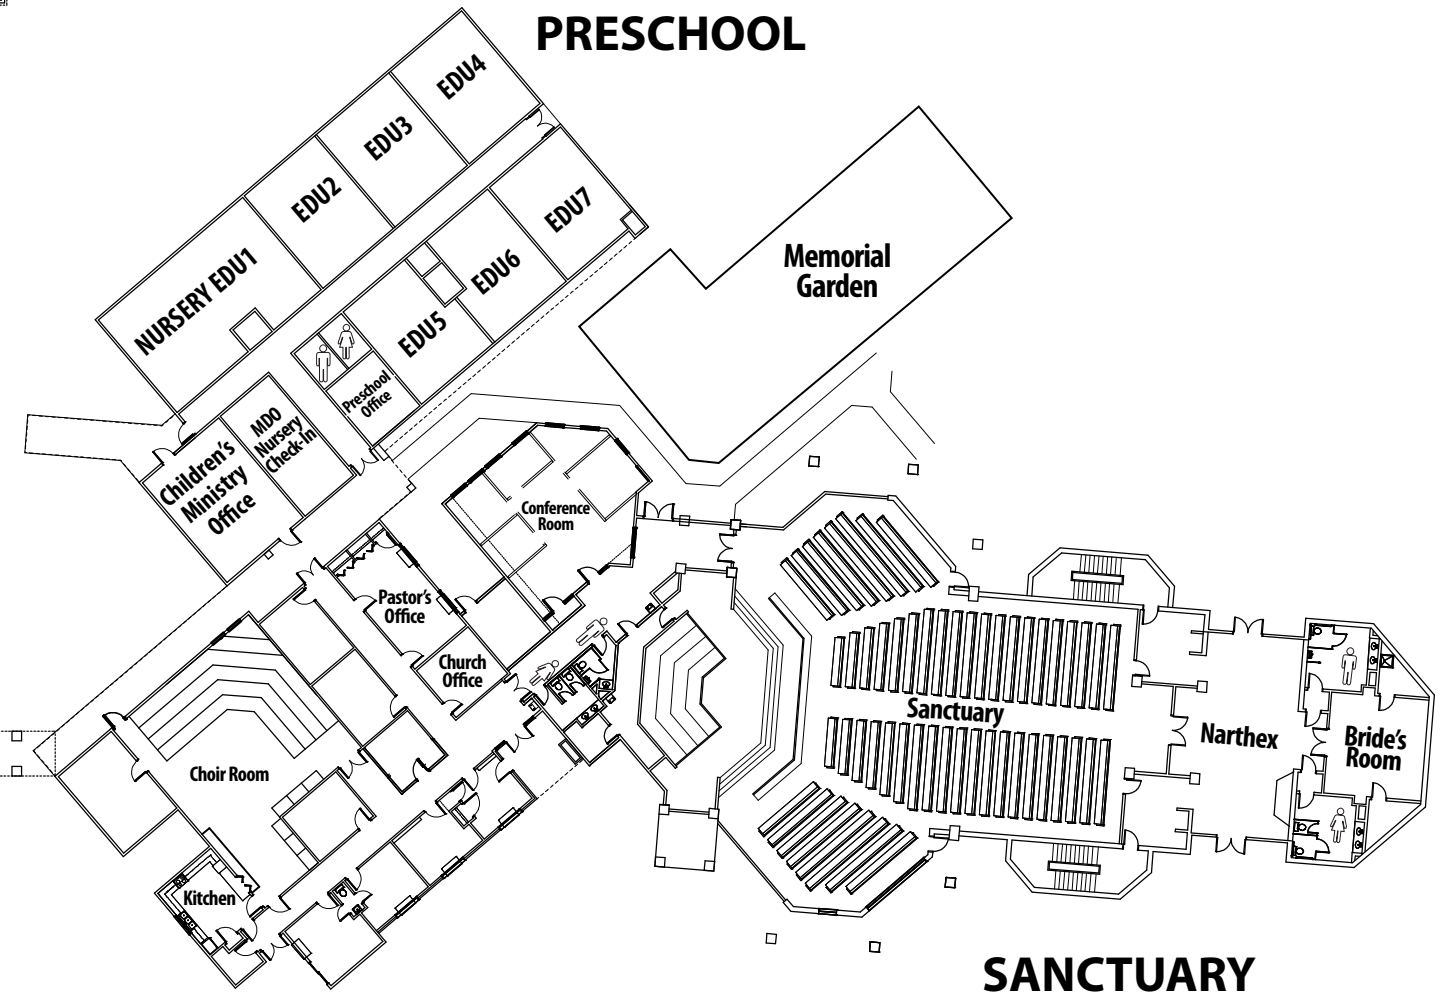 PRESCHOOL
EDU4
EDU3
EDU2
NURSERY EDU1
EDU7
EDU6
EDU5
Preschool
Office
MDO
Nursery
Check-In
Children's
Ministry
Office
Memorial
Garden
Conference
Room
Pastor's
Office
Church
Office
Choir Room
Kitchen
Sanctuary
Narthex
Bride's
Room
SANCTUARY